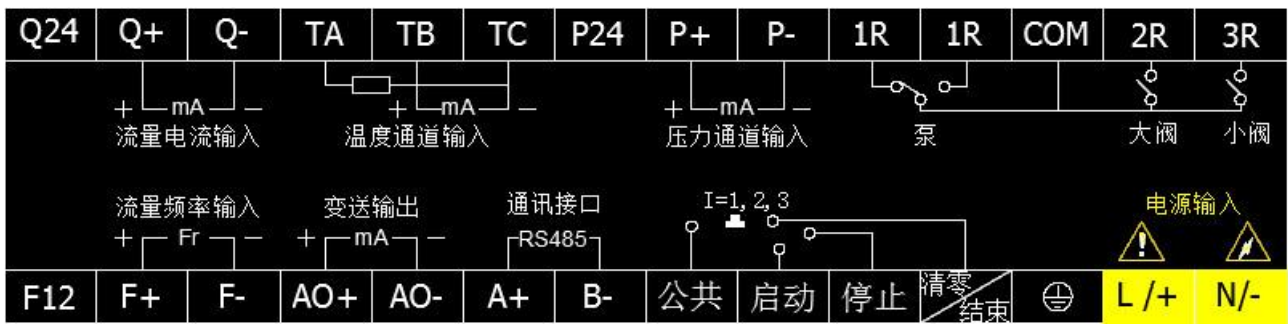 Q24 Q+ Q- TA TB TC P24 P+ P- 1R 1R COM 2R 3R
+ mA - + mA - + mA -
流量电流输入 温度通道输入 压力通道输入 泵 大阀 小阀
流量频率输入 变送输出 通讯接口 I=1,2,3 电源输入
+ Fr - + mA - RS485
F12 F+ F- AO+ AO- A+ B- 公共 启动 停止 清零/结束 L/+ N/-